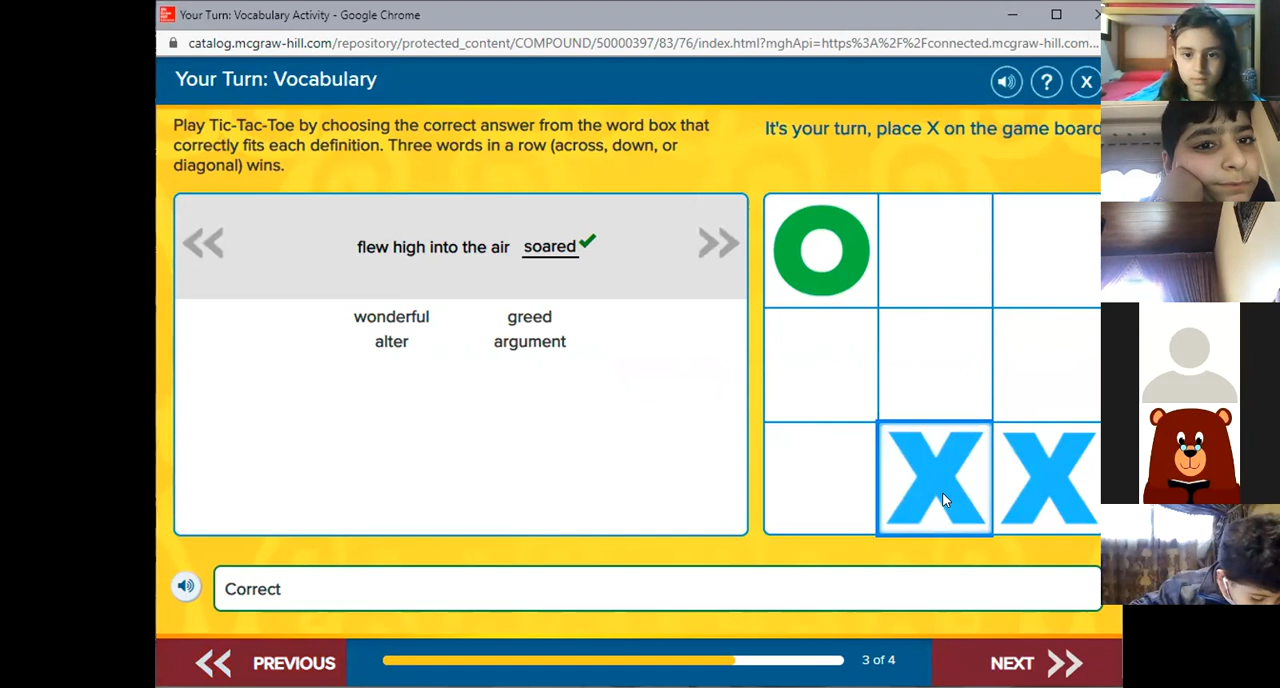 Your Turn: Vocabulary Activity - Google Chrome
catalog.mcgraw-hill.com/repository/protected_content/COMPOUND/50000397/83/76/index.html?mghApi=https%3A%2F%2Fconnected.mcgraw-hill.com...
Your Turn: Vocabulary
? X
Play Tic-Tac-Toe by choosing the correct answer from the word box that
correctly fits each definition. Three words in a row (across, down, or
diagonal) wins.
It's your turn, place X on the game board
flew high into the air soared
wonderful greed
alter argument
O
X X
Correct
PREVIOUS
3 of 4
NEXT